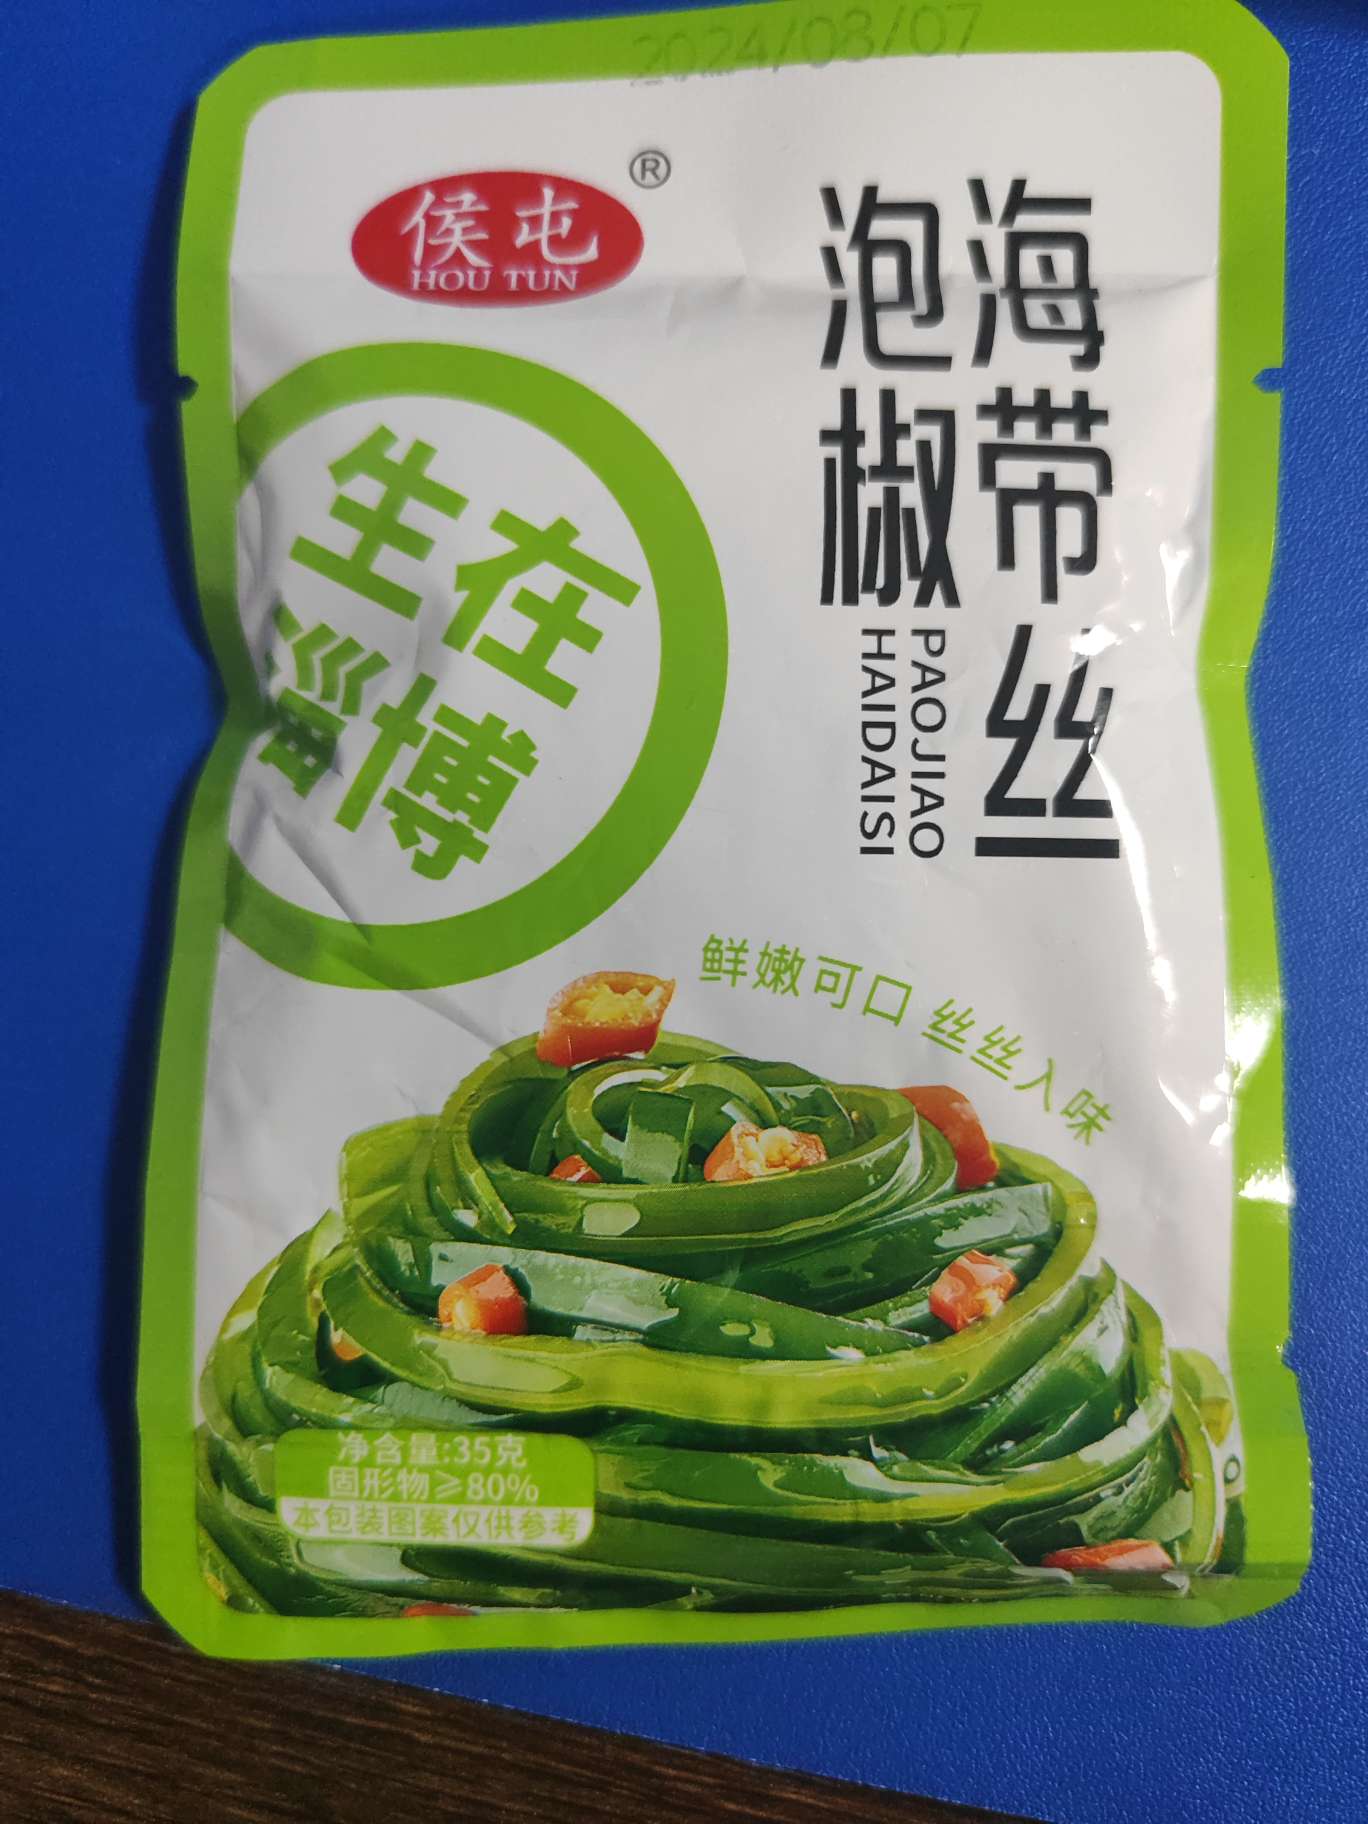 2024/08/07
侯屯
HOU TUN
®
海带丝
泡椒
PAOJIAO
HAIDAISI
生在
淄博
鲜嫩可口 丝丝入味
净含量:35克
固形物≥80%
本包装图案仅供参考